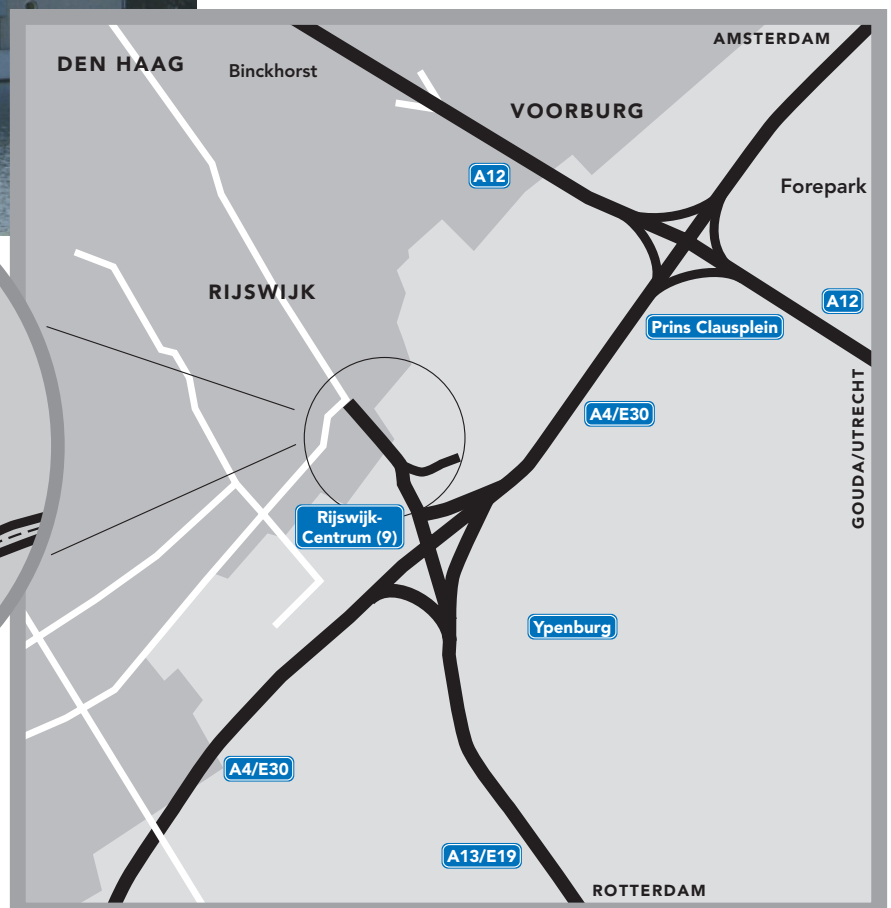 AMSTERDAM
DEN HAAG
Binckhorst
VOORBURG
A12
Forepark
RIJSWIJK
A12
Prins Clausplein
A4/E30
GOUDA/UTRECHT
Rijswijk-
Centrum (9)
Ypenburg
A4/E30
A13/E19
ROTTERDAM